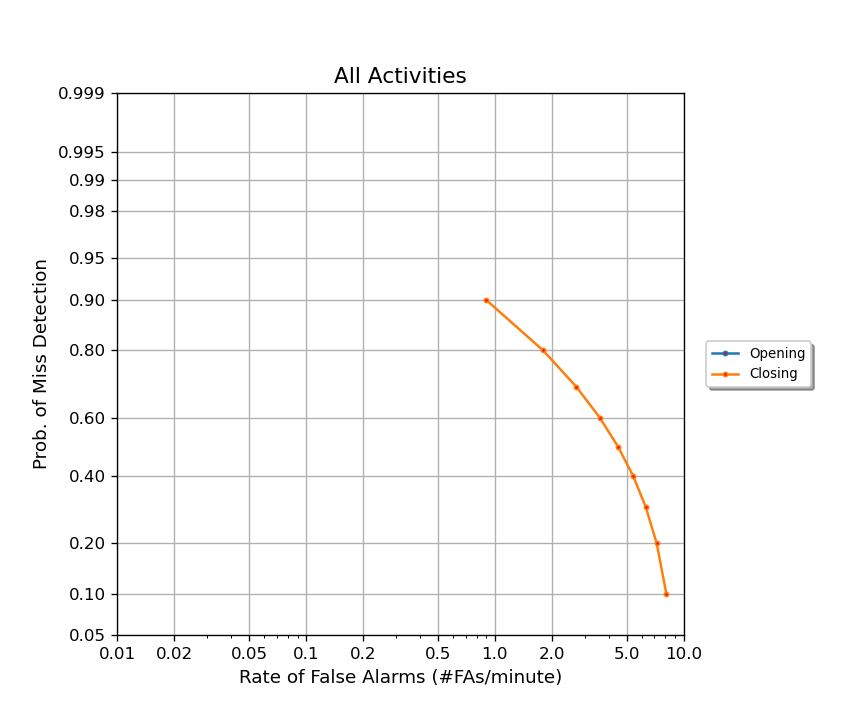 All Activities
0.999
0.995
0.99
0.98
0.95
0.90
0.80
0.60
0.40
0.20
0.10
0.05
Prob. of Miss Detection
Opening
Closing
0.01 0.02 0.05 0.1 0.2 0.5 1.0 2.0 5.0 10.0
Rate of False Alarms (#FAs/minute)